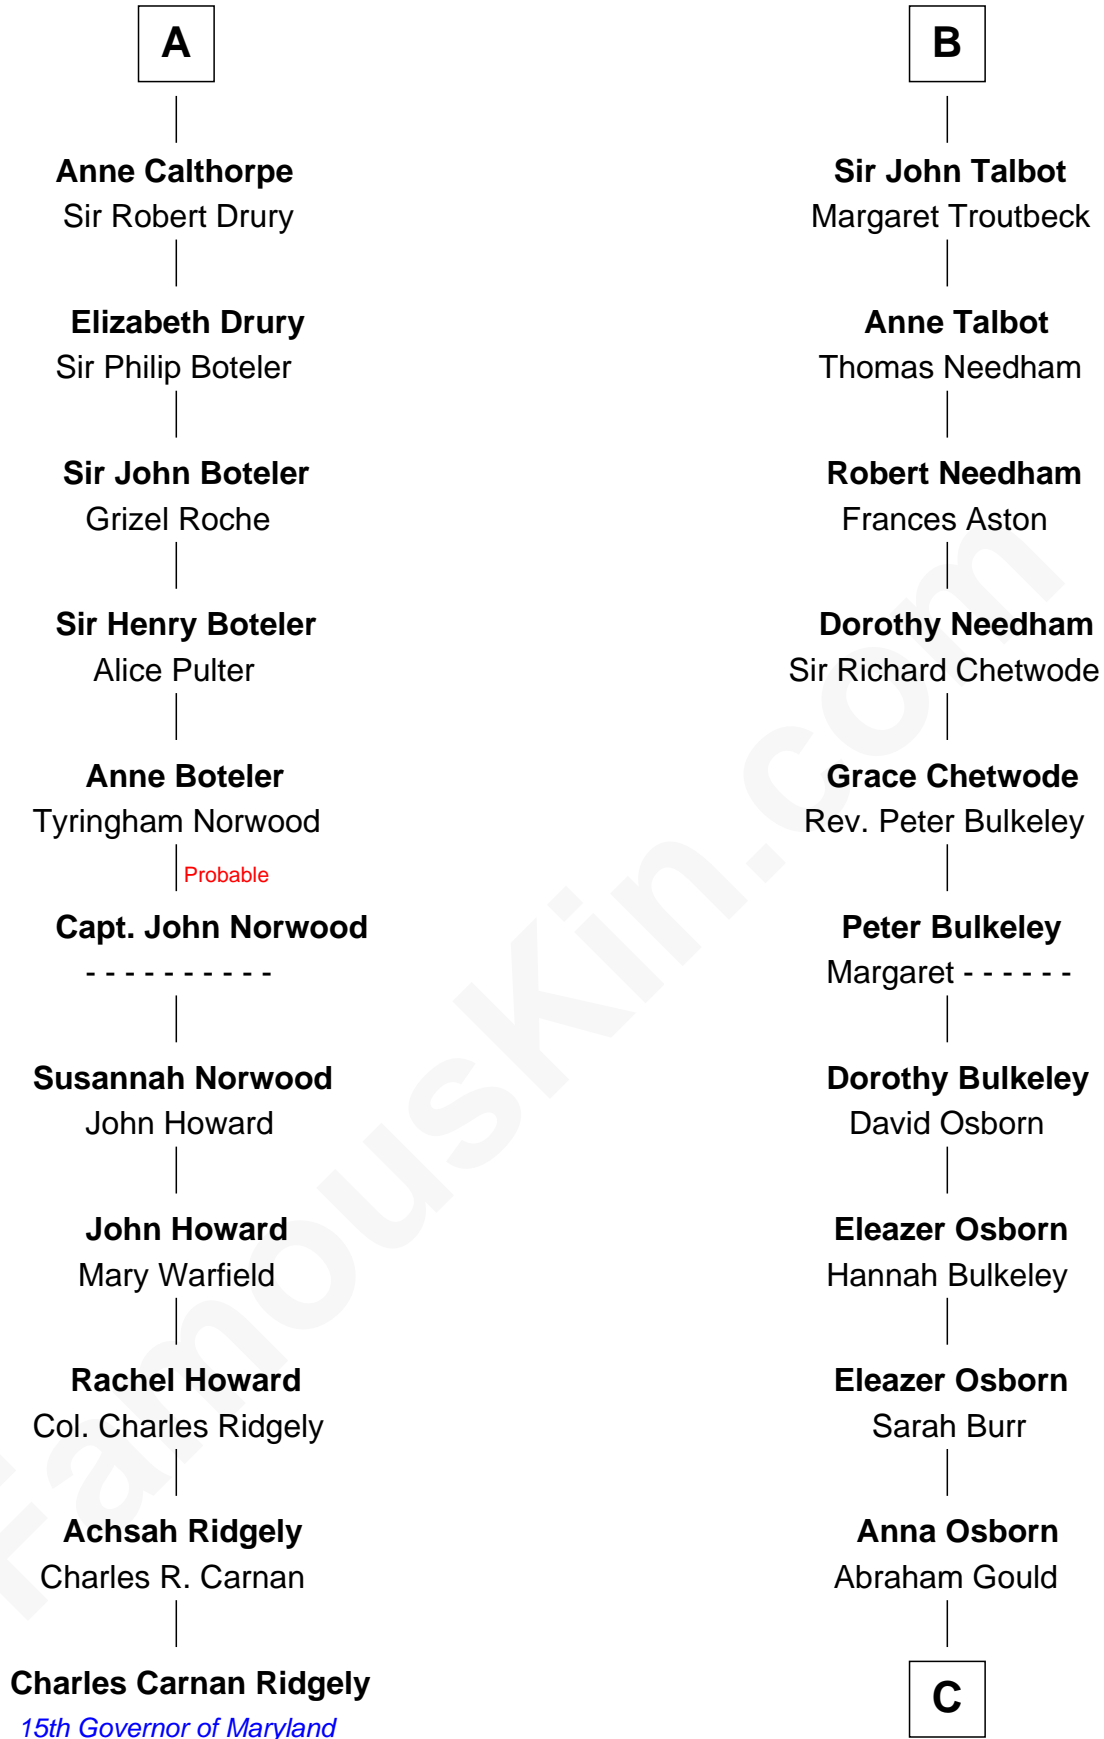 A
Anne Calthorpe
Sir Robert Drury
Elizabeth Drury
Sir Philip Boteler
Sir John Boteler
Grizel Roche
Sir Henry Boteler
Alice Pulter
Anne Boteler
Tyringham Norwood
Probable
Capt. John Norwood
- - - - - - - - - -
Susannah Norwood
John Howard
John Howard
Mary Warfield
Rachel Howard
Col. Charles Ridgely
Achsah Ridgely
Charles R. Carnan
Charles Carnan Ridgely
15th Governor of Maryland
B
Sir John Talbot
Margaret Troutbeck
Anne Talbot
Thomas Needham
Robert Needham
Frances Aston
Dorothy Needham
Sir Richard Chetwode
Grace Chetwode
Rev. Peter Bulkeley
Peter Bulkeley
Margaret - - - - - -
Dorothy Bulkeley
David Osborn
Eleazer Osborn
Hannah Bulkeley
Eleazer Osborn
Sarah Burr
Anna Osborn
Abraham Gould
C
FamousKin.com